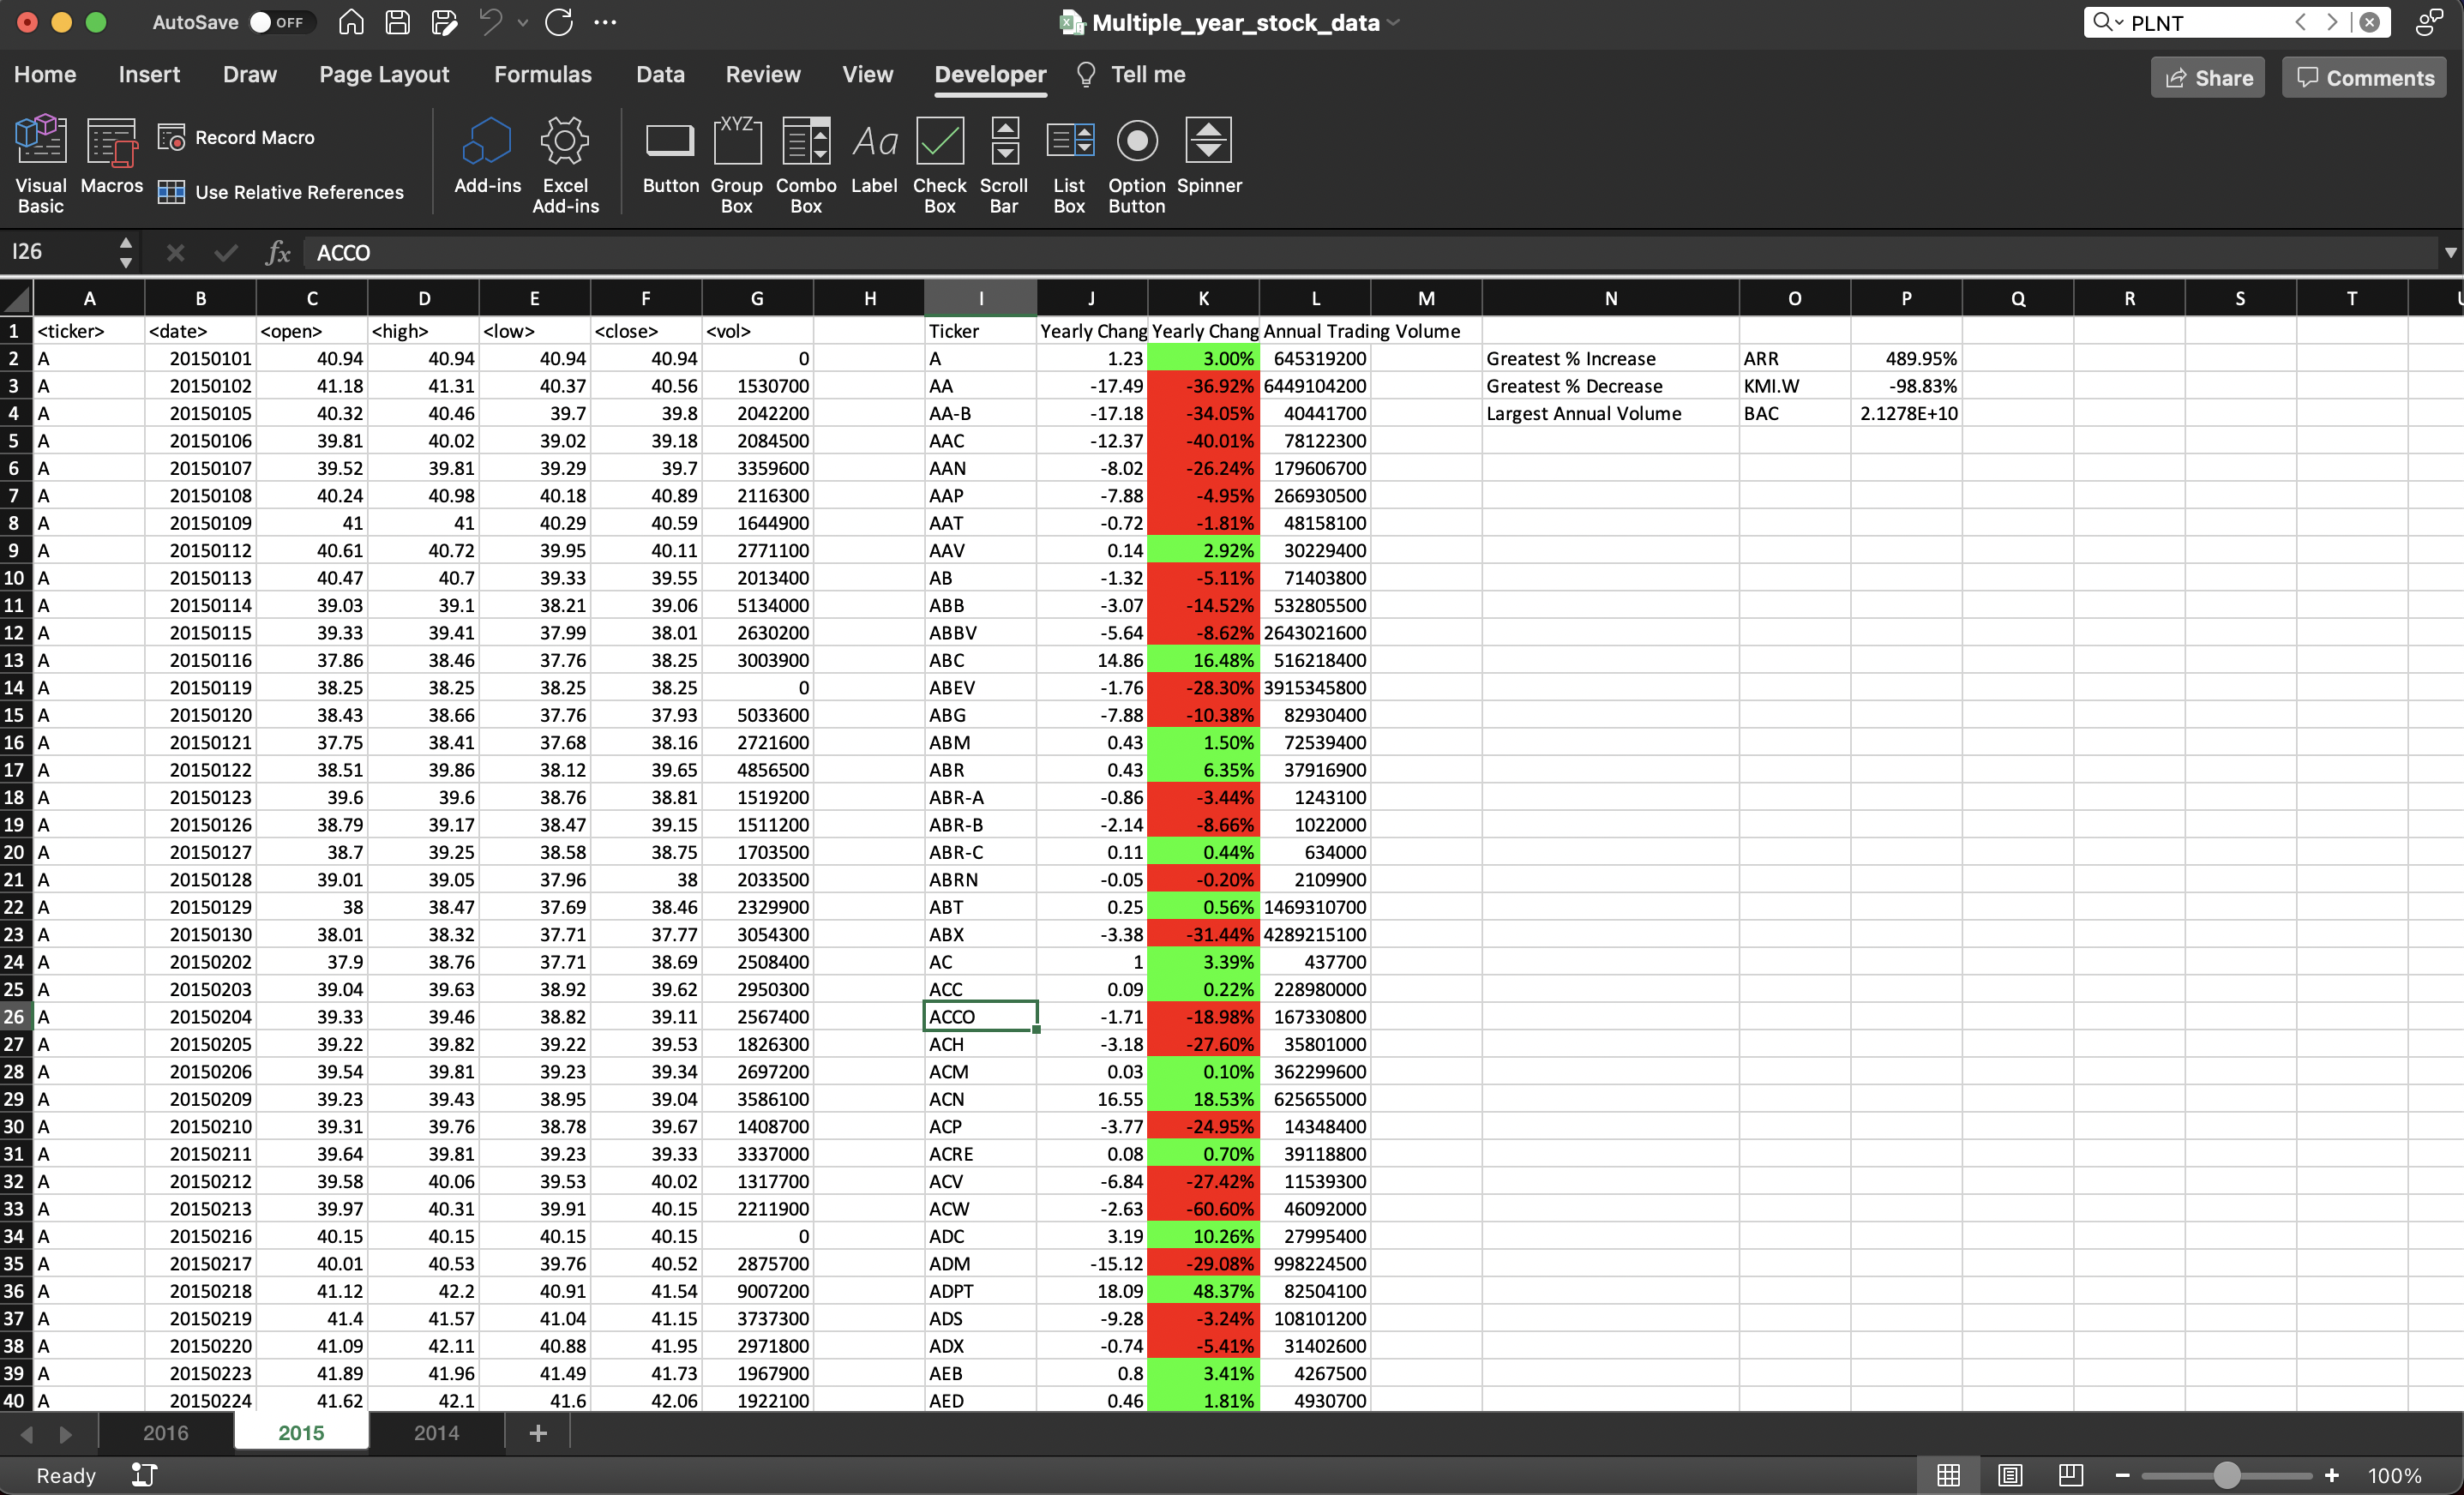 AutoSave OFF Multiple_year_stock_data PLNT
Home Insert Draw Page Layout Formulas Data Review View Developer Tell me Share Comments
Visual Basic Macros Record Macro Use Relative References Add-ins Excel Add-ins Button Group Box Combo Box Label Check Box Scroll Bar List Box Option Button Spinner
I26 fx ACCO
A B C D E F G H I J K L M N O P Q R S T
1 <ticker> <date> <open> <high> <low> <close> <vol> Ticker Yearly Chang Yearly Chang Annual Trading Volume
2 A 20150101 40.94 40.94 40.94 40.94 0 A 1.23 3.00% 645319200 Greatest % Increase ARR 489.95%
3 A 20150102 41.18 41.31 40.37 40.56 1530700 AA -17.49 -36.92% 6449104200 Greatest % Decrease KMI.W -98.83%
4 A 20150105 40.32 40.46 39.7 39.8 2042200 AA-B -17.18 -34.05% 40441700 Largest Annual Volume BAC 2.1278E+10
5 A 20150106 39.81 40.02 39.02 39.18 2084500 AAC -12.37 -40.01% 78122300
6 A 20150107 39.52 39.81 39.29 39.7 3359600 AAN -8.02 -26.24% 179606700
7 A 20150108 40.24 40.98 40.18 40.89 2116300 AAP -7.88 -4.95% 266930500
8 A 20150109 41 41 40.29 40.59 1644900 AAT -0.72 -1.81% 48158100
9 A 20150112 40.61 40.72 39.95 40.11 2771100 AAV 0.14 2.92% 30229400
10 A 20150113 40.47 40.7 39.33 39.55 2013400 AB -1.32 -5.11% 71403800
11 A 20150114 39.03 39.1 38.21 39.06 5134000 ABB -3.07 -14.52% 532805500
12 A 20150115 39.33 39.41 37.99 38.01 2630200 ABBV -5.64 -8.62% 2643021600
13 A 20150116 37.86 38.46 37.76 38.25 3003900 ABC 14.86 16.48% 516218400
14 A 20150119 38.25 38.25 38.25 38.25 0 ABEV -1.76 -28.30% 3915345800
15 A 20150120 38.43 38.66 37.76 37.93 5033600 ABG -7.88 -10.38% 82930400
16 A 20150121 37.75 38.41 37.68 38.16 2721600 ABM 0.43 1.50% 72539400
17 A 20150122 38.51 39.86 38.12 39.65 4856500 ABR 0.43 6.35% 37916900
18 A 20150123 39.6 39.6 38.76 38.81 1519200 ABR-A -0.86 -3.44% 1243100
19 A 20150126 38.79 39.17 38.47 39.15 1511200 ABR-B -2.14 -8.66% 1022000
20 A 20150127 38.7 39.25 38.58 38.75 1703500 ABR-C 0.11 0.44% 634000
21 A 20150128 39.01 39.05 37.96 38 2033500 ABRN -0.05 -0.20% 2109900
22 A 20150129 38 38.47 37.69 38.46 2329900 ABT 0.25 0.56% 1469310700
23 A 20150130 38.01 38.32 37.71 37.77 3054300 ABX -3.38 -31.44% 4289215100
24 A 20150202 37.9 38.76 37.71 38.69 2508400 AC 1 3.39% 437700
25 A 20150203 39.04 39.63 38.92 39.62 2950300 ACC 0.09 0.22% 228980000
26 A 20150204 39.33 39.46 38.82 39.11 2567400 ACCO -1.71 -18.98% 167330800
27 A 20150205 39.22 39.82 39.22 39.53 1826300 ACH -3.18 -27.60% 35801000
28 A 20150206 39.54 39.81 39.23 39.34 2697200 ACM 0.03 0.10% 362299600
29 A 20150209 39.23 39.43 38.95 39.04 3586100 ACN 16.55 18.53% 625655000
30 A 20150210 39.31 39.76 38.78 39.67 1408700 ACP -3.77 -24.95% 14348400
31 A 20150211 39.64 39.81 39.23 39.33 3337000 ACRE 0.08 0.70% 39118800
32 A 20150212 39.58 40.06 39.53 40.02 1317700 ACV -6.84 -27.42% 11539300
33 A 20150213 39.97 40.31 39.91 40.15 2211900 ACW -2.63 -60.60% 46092000
34 A 20150216 40.15 40.15 40.15 40.15 0 ADC 3.19 10.26% 27995400
35 A 20150217 40.01 40.53 39.76 40.52 2875700 ADM -15.12 -29.08% 998224500
36 A 20150218 41.12 42.2 40.91 41.54 9007200 ADPT 18.09 48.37% 82504100
37 A 20150219 41.4 41.57 41.04 41.15 3737300 ADS -9.28 -3.24% 108101200
38 A 20150220 41.09 42.11 40.88 41.95 2971800 ADX -0.74 -5.41% 31402600
39 A 20150223 41.89 41.96 41.49 41.73 1967900 AEB 0.8 3.41% 4267500
40 A 20150224 41.62 42.1 41.6 42.06 1922100 AED 0.46 1.81% 4930700
2016 2015 2014 +
Ready 100%